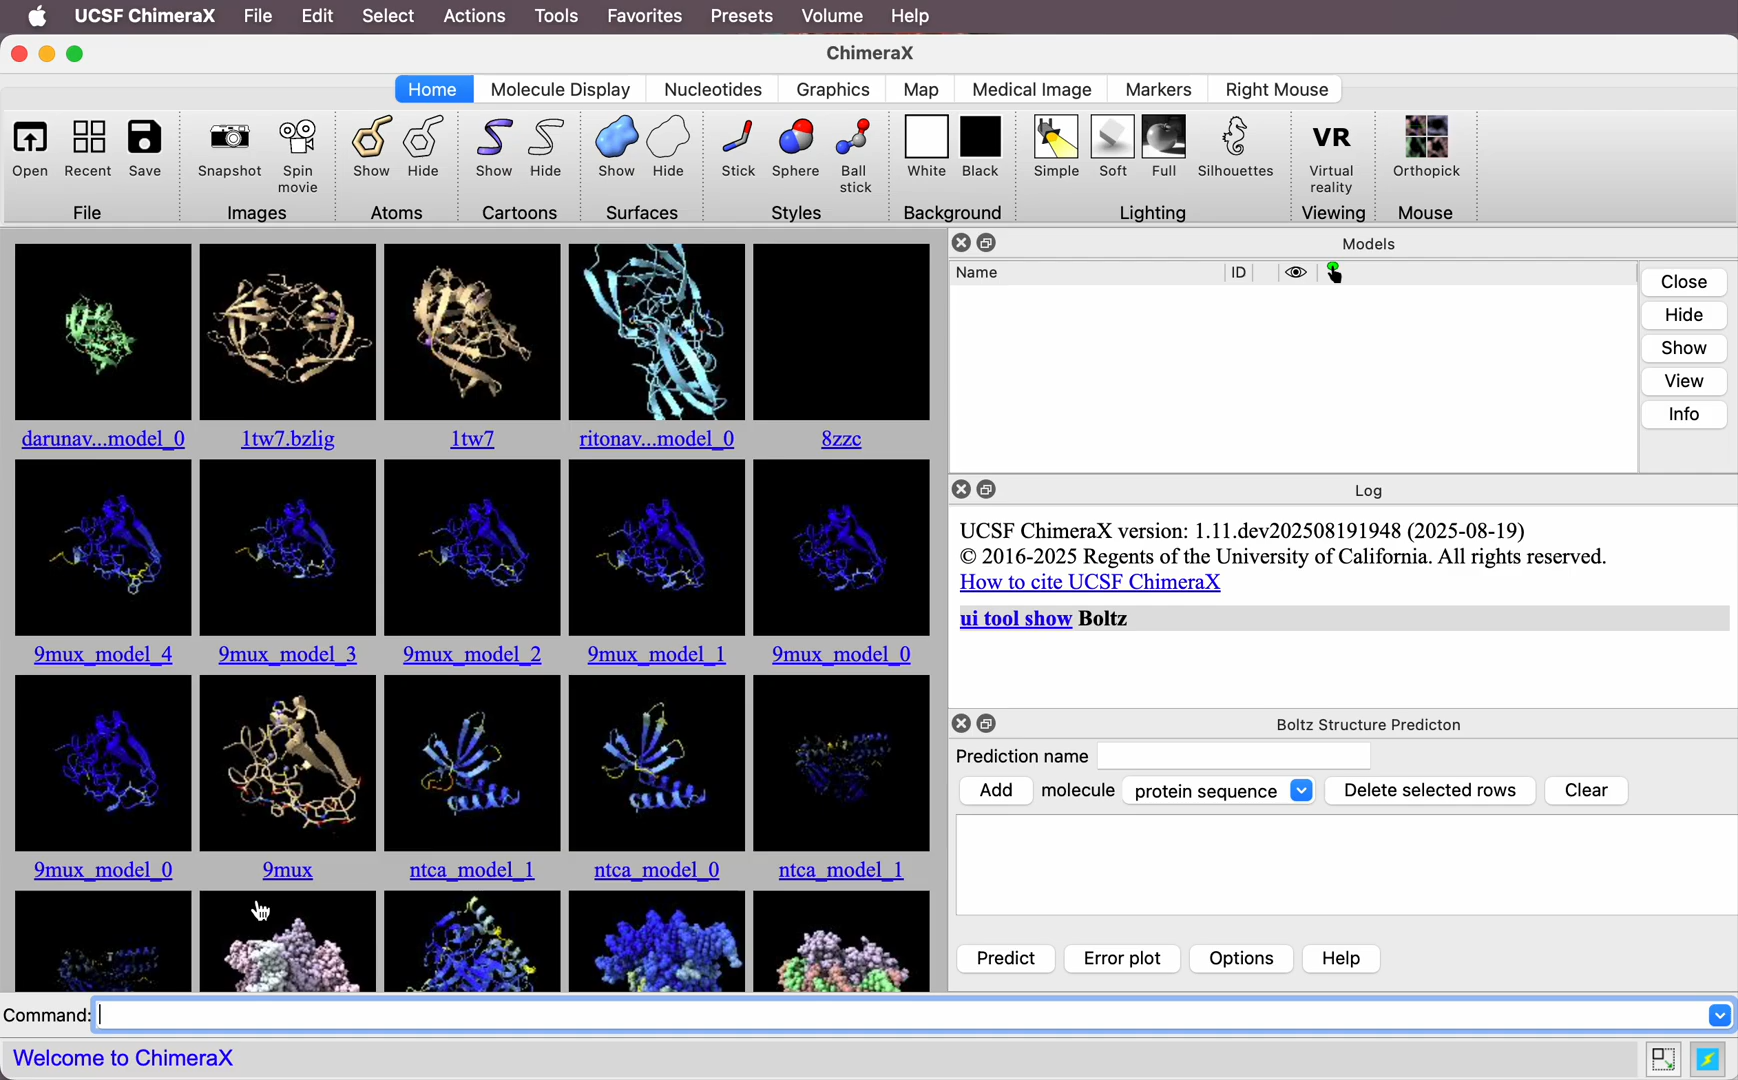 UCSF ChimeraX File Edit Select Actions Tools Favorites Presets Volume Help
ChimeraX
Home Molecule Display Nucleotides Graphics Map Medical Image Markers Right Mouse
Open Recent Save Snapshot Spin movie Show Hide Show Hide Show Hide Stick Sphere Ball stick White Black Simple Soft Full Silhouettes VR Virtual reality Orthopick
File Images Atoms Cartoons Surfaces Styles Background Lighting Viewing Mouse
darunav...model_0 1tw7.bzlig 1tw7 ritonav...model_0 8zzc
9mux_model_4 9mux_model_3 9mux_model_2 9mux_model_1 9mux_model_0
9mux_model_0 9mux ntca_model_1 ntca_model_0 ntca_model_1
Models
Name ID
Close
Hide
Show
View
Info
Log
UCSF ChimeraX version: 1.11.dev202508191948 (2025-08-19)
© 2016-2025 Regents of the University of California. All rights reserved.
How to cite UCSF ChimeraX
ui tool show Boltz
Boltz Structure Predicton
Prediction name
Add molecule protein sequence Delete selected rows Clear
Predict Error plot Options Help
Command:
Welcome to ChimeraX